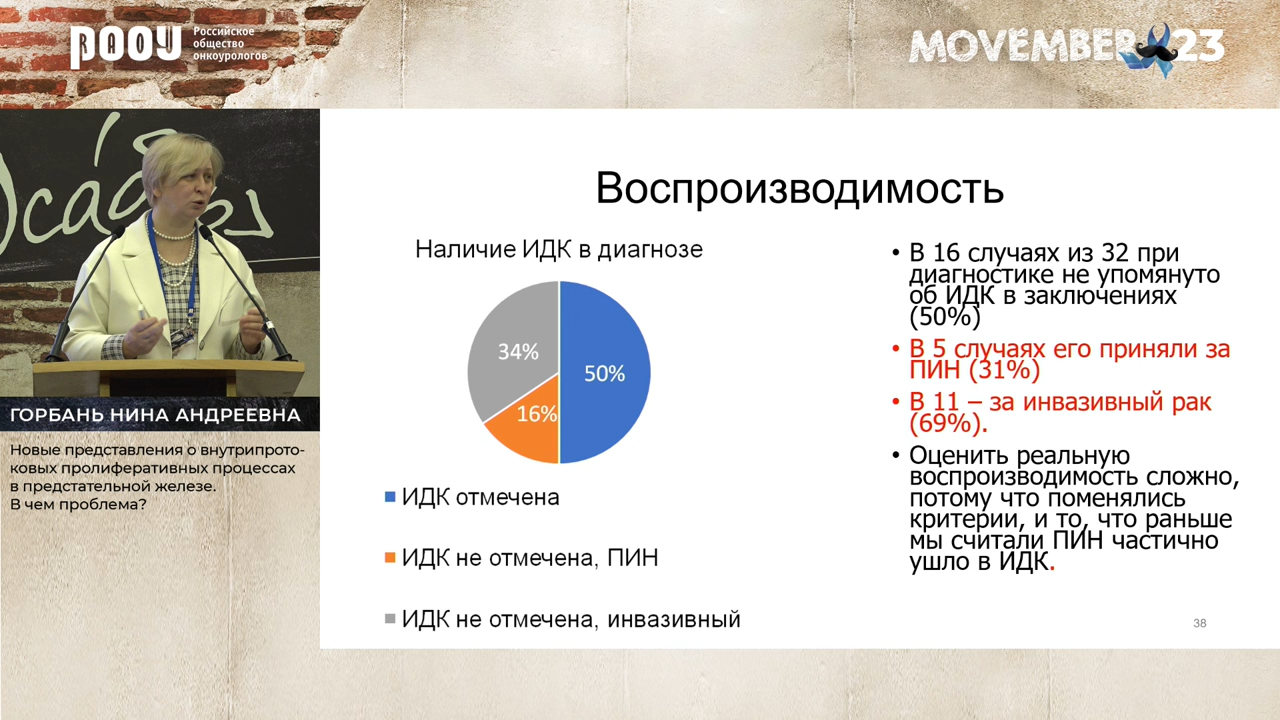 РООУ
Российское
общество
онкоурологов
MOVEMBER 23
ГОРБАНЬ НИНА АНДРЕЕВНА
Новые представления о внутрипрото-
ковых пролиферативных процессах
в предстательной железе.
В чем проблема?
Воспроизводимость
Наличие ИДК в диагнозе
34%
50%
16%
ИДК отмечена
ИДК не отмечена, ПИН
ИДК не отмечена, инвазивный
• В 16 случаях из 32 при
диагностике не упомянуто
об ИДК в заключениях
(50%)
• В 5 случаях его приняли за
ПИН (31%)
• В 11 – за инвазивный рак
(69%).
• Оценить реальную
воспроизводимость сложно,
потому что поменялись
критерии, и то, что раньше
мы считали ПИН частично
ушло в ИДК.
38